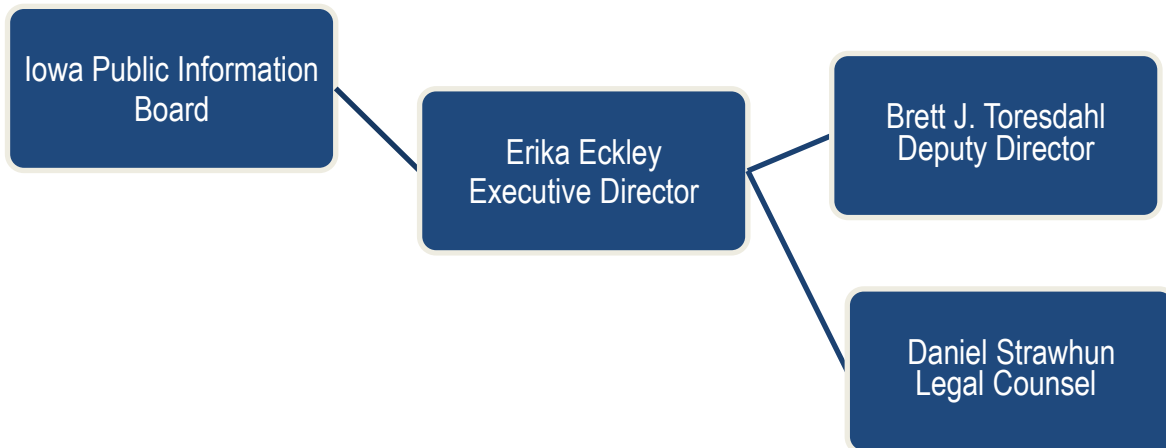 Iowa Public Information
Board
Erika Eckley
Executive Director
Brett J. Toresdahl
Deputy Director
Daniel Strawhun
Legal Counsel